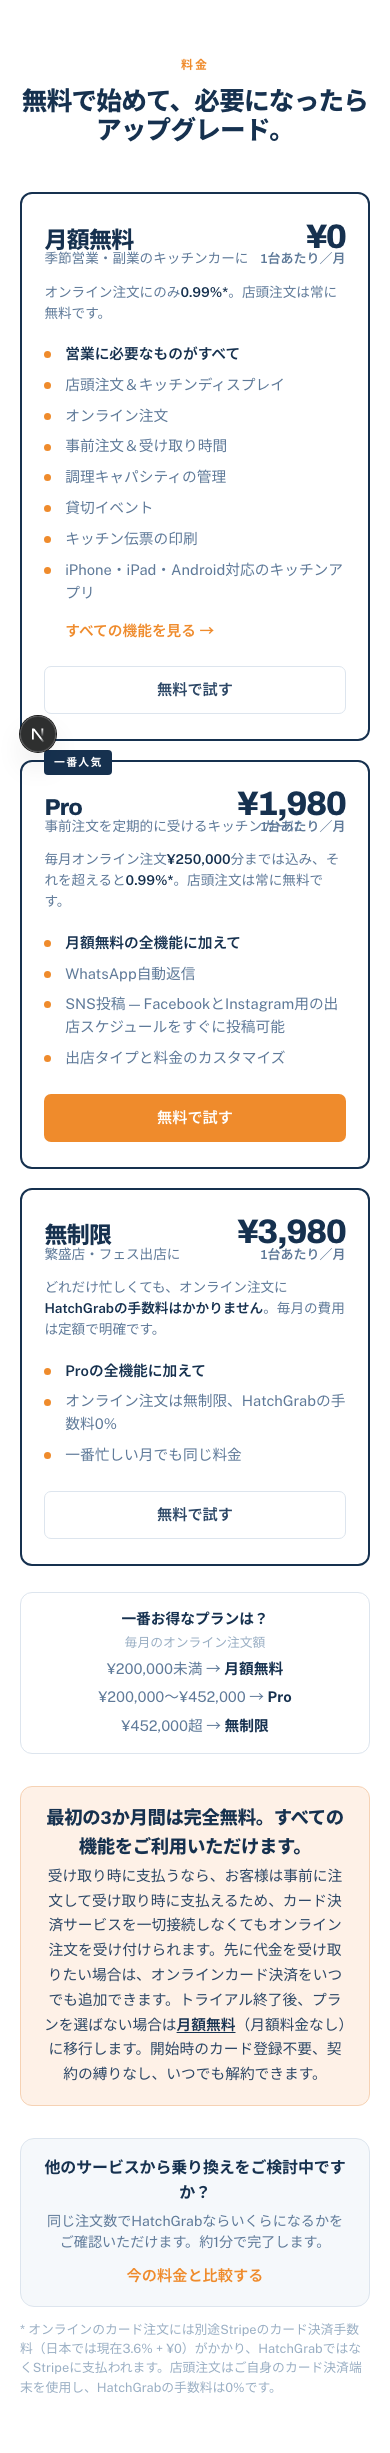 料金
無料で始めて、必要になったら
アップグレード。
月額無料 ¥0
季節営業・副業のキッチンカーに 1台あたり／月
オンライン注文にのみ0.99%*。店頭注文は常に
無料です。
営業に必要なものがすべて
店頭注文＆キッチンディスプレイ
オンライン注文
事前注文＆受け取り時間
調理キャパシティの管理
貸切イベント
キッチン伝票の印刷
iPhone・iPad・Android対応のキッチンア
プリ
すべての機能を見る →
無料で試す
N
一番人気
Pro ¥1,980
事前注文を定期的に受けるキッチン 1台あたり／月
毎月オンライン注文¥250,000分までは込み、そ
れを超えると0.99%*。店頭注文は常に無料で
す。
月額無料の全機能に加えて
WhatsApp自動返信
SNS投稿 — FacebookとInstagram用の出
店スケジュールをすぐに投稿可能
出店タイプと料金のカスタマイズ
無料で試す
無制限 ¥3,980
繁盛店・フェス出店に 1台あたり／月
どれだけ忙しくても、オンライン注文に
HatchGrabの手数料はかかりません。毎月の費用
は定額で明確です。
Proの全機能に加えて
オンライン注文は無制限、HatchGrabの手
数料0%
一番忙しい月でも同じ料金
無料で試す
一番お得なプランは？
毎月のオンライン注文額
¥200,000未満 → 月額無料
¥200,000〜¥452,000 → Pro
¥452,000超 → 無制限
最初の3か月間は完全無料。すべての
機能をご利用いただけます。
受け取り時に支払うなら、お客様は事前に注
文して受け取り時に支払えるため、カード決
済サービスを一切接続しなくてもオンライン
注文を受け付けられます。先に代金を受け取
りたい場合は、オンラインカード決済をいつ
でも追加できます。トライアル終了後、プラ
ンを選ばない場合は月額無料（月額料金なし）
に移行します。開始時のカード登録不要、契
約の縛りなし、いつでも解約できます。
他のサービスから乗り換えをご検討中です
か？
同じ注文数でHatchGrabならいくらになるかを
ご確認いただけます。約1分で完了します。
今の料金と比較する
* オンラインのカード注文には別途Stripeのカード決済手数
料（日本では現在3.6% + ¥0）がかかり、HatchGrabではな
くStripeに支払われます。店頭注文はご自身のカード決済端
末を使用し、HatchGrabの手数料は0%です。